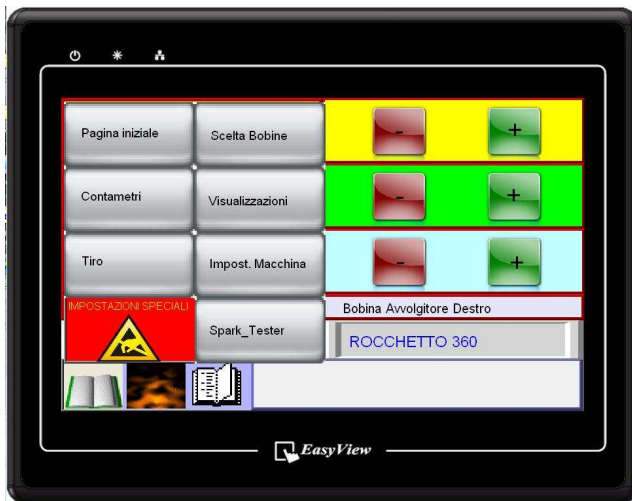 Pagina iniziale
Scelta Bobine
-
+
Contametri
Visualizzazioni
-
+
Tiro
Impost. Macchina
-
+
IMPOSTAZIONI SPECIALI
Spark_Tester
Bobina Avvolgitore Destro
ROCCHETTO 360
EasyView